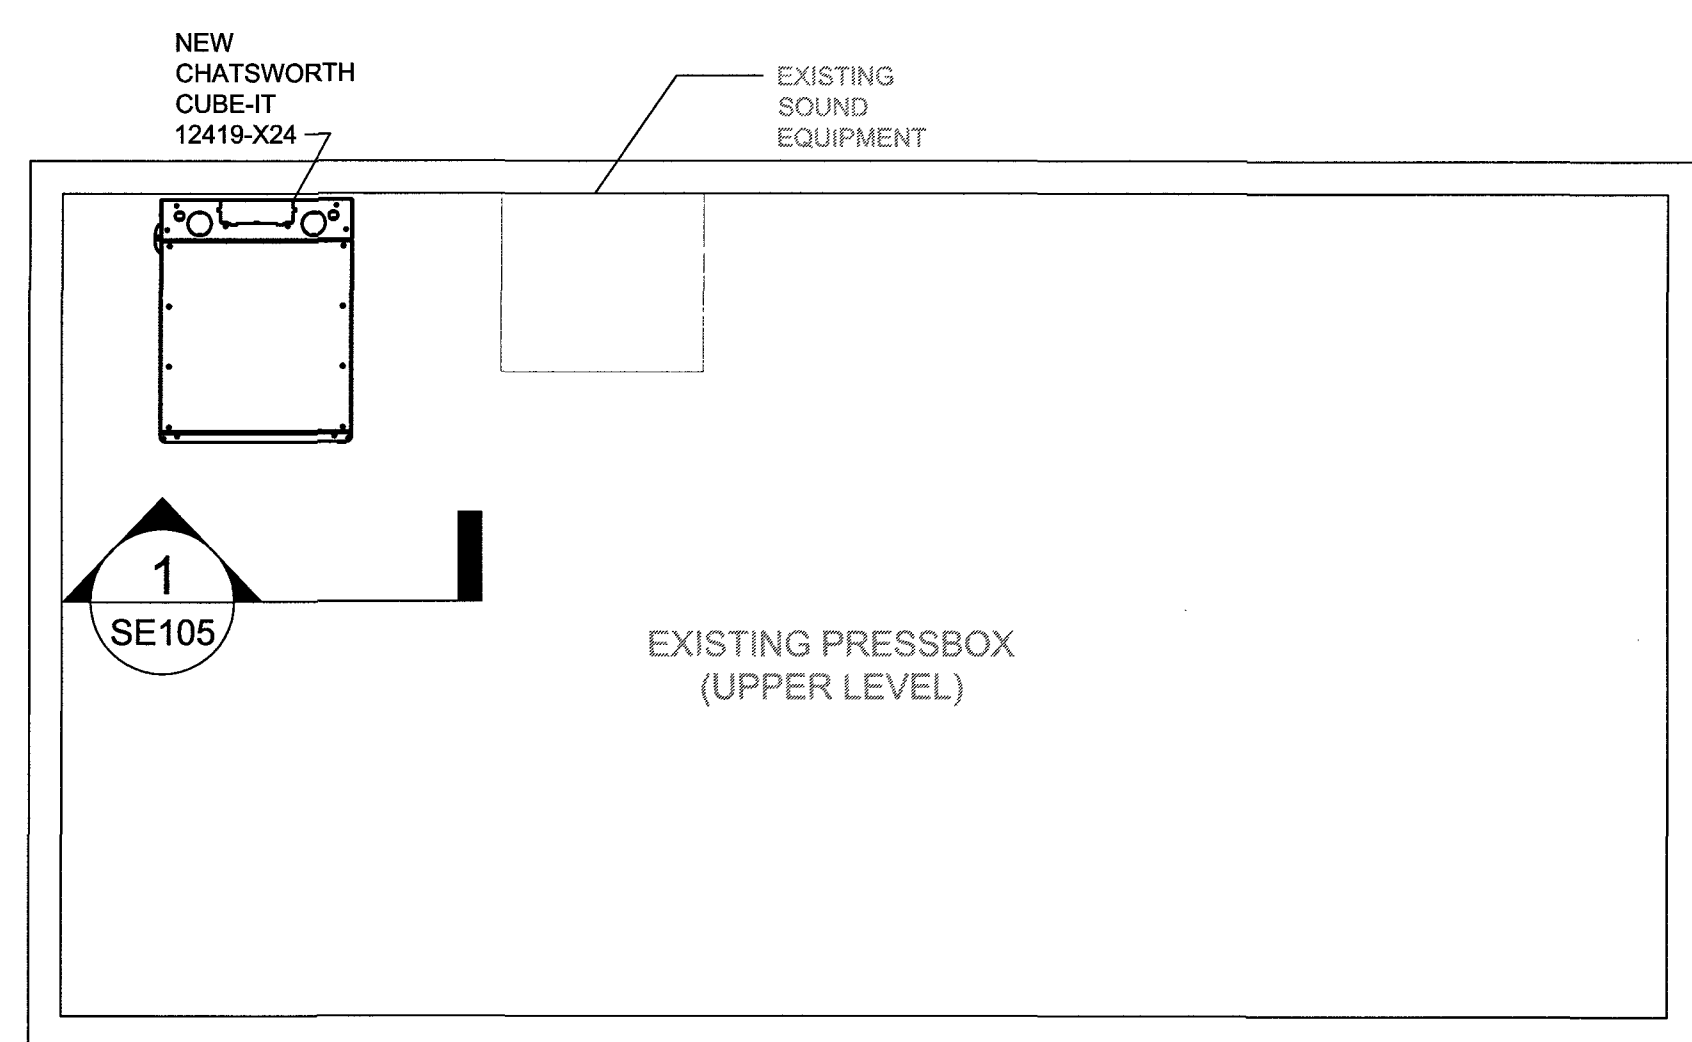 NEW
CHATSWORTH
CUBE-IT
12419-X24
EXISTING
SOUND
EQUIPMENT
1
SE105
EXISTING PRESSBOX
(UPPER LEVEL)